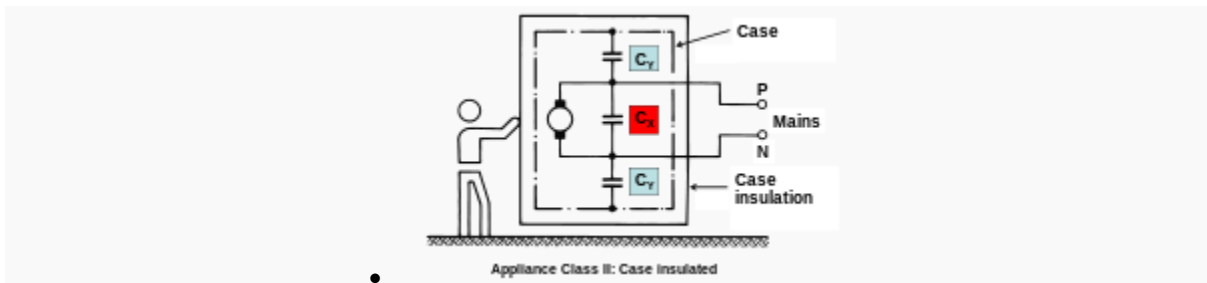 Case
CY
P
CX
Mains
N
CY
Case
insulation
Appliance Class II: Case insulated